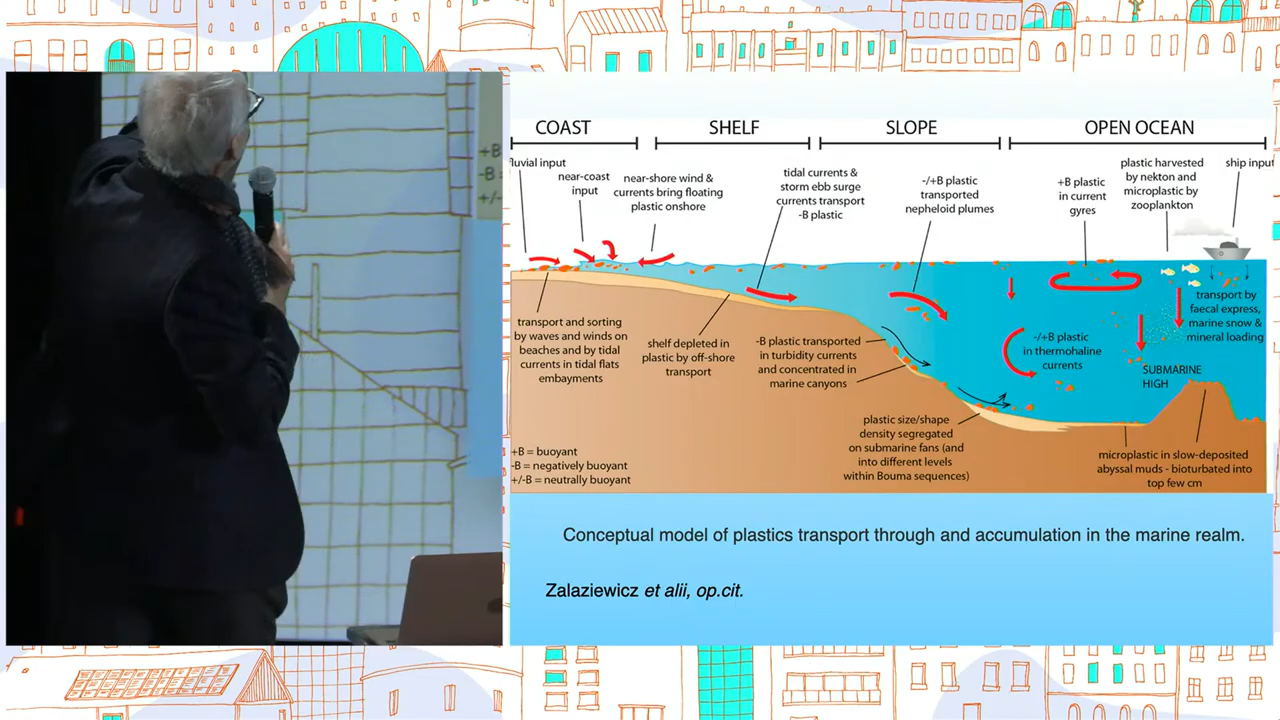 COAST
SHELF
SLOPE
OPEN OCEAN
fluvial input
near-coast
input
near-shore wind &
currents bring floating
plastic onshore
tidal currents &
storm ebb surge
currents transport
-B plastic
-/+B plastic
transported
nepheloid plumes
+B plastic
in current
gyres
plastic harvested
by nekton and
microplastic by
zooplankton
ship input
transport and sorting
by waves and winds on
beaches and by tidal
currents in tidal flats
embayments
shelf depleted in
plastic by off-shore
transport
-B plastic transported
in turbidity currents
and concentrated in
marine canyons
-/+B plastic
in thermohaline
currents
transport by
faecal express,
marine snow &
mineral loading
SUBMARINE
HIGH
plastic size/shape
density segregated
on submarine fans (and
into different levels
within Bouma sequences)
microplastic in slow-deposited
abyssal muds - bioturbated into
top few cm
+B = buoyant
-B = negatively buoyant
+/-B = neutrally buoyant
+B
-B =
+/-
Conceptual model of plastics transport through and accumulation in the marine realm.
Zalaziewicz et alii, op.cit.